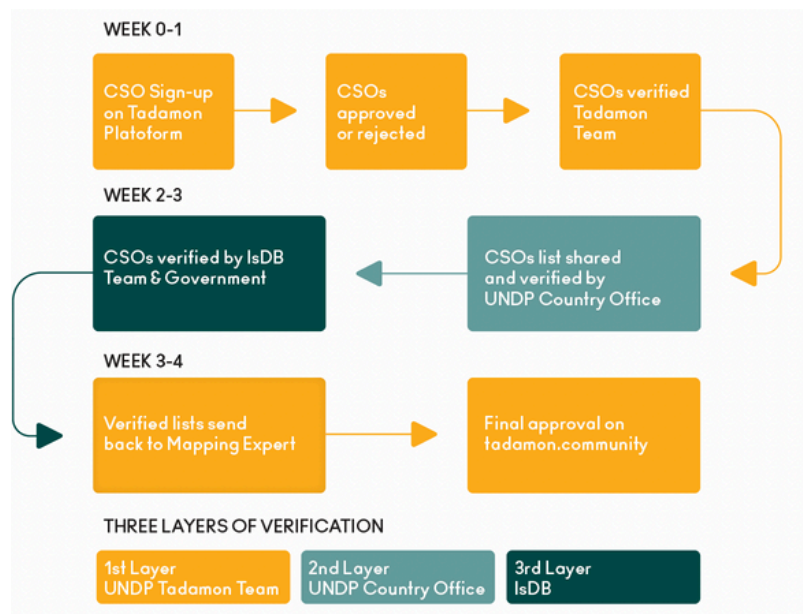 WEEK 0-1
CSO Sign-up
on Tadamon
Platoform
CSOs
approved
or rejected
CSOs verified
Tadamon
Team
WEEK 2-3
CSOs list shared
and verified by
UNDP Country Office
CSOs verified by IsDB
Team & Government
WEEK 3-4
Verified lists send
back to Mapping Expert
Final approval on
tadamon.community
THREE LAYERS OF VERIFICATION
1st Layer
UNDP Tadamon Team
2nd Layer
UNDP Country Office
3rd Layer
IsDB